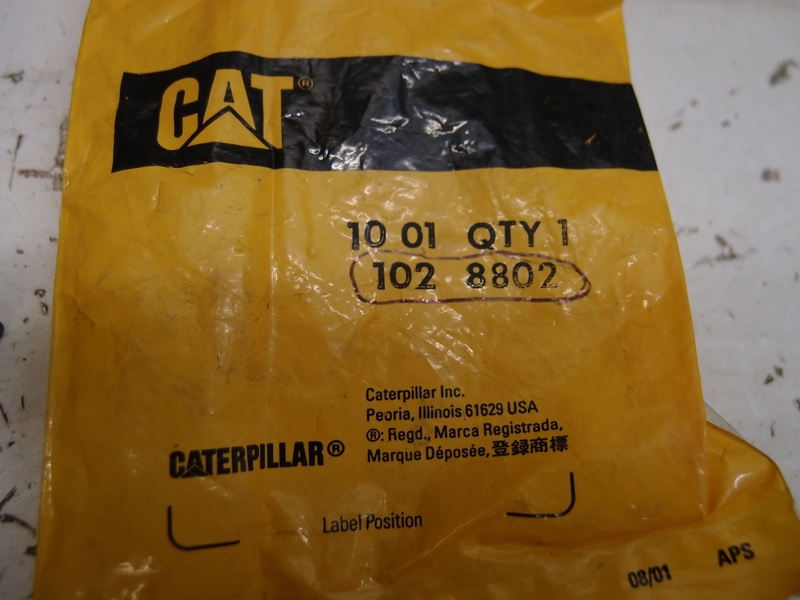 CAT®
10 01 QTY 1
102 8802
Caterpillar Inc.
Peoria, Illinois 61629 USA
®: Regd., Marca Registrada,
Marque Déposée, 登録商標
CATERPILLAR®
Label Position
08/01 APS